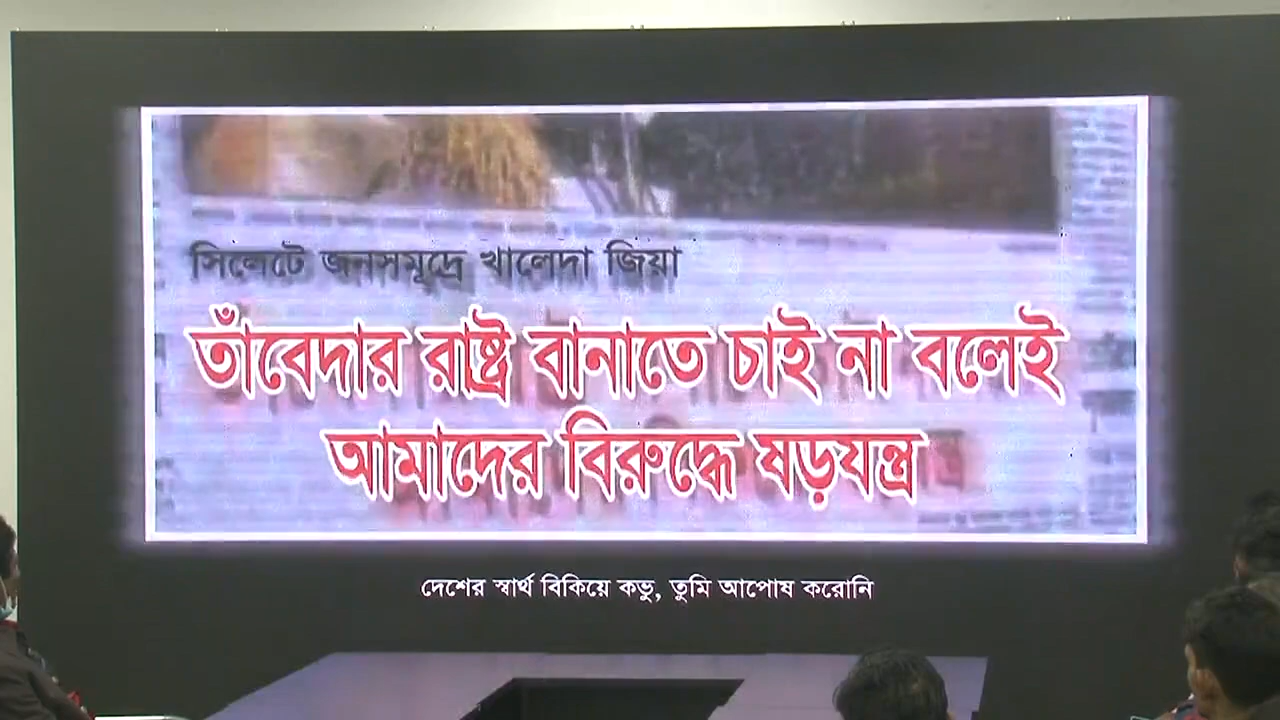 সিলেটে জনসমুদ্রে খালেদা জিয়া
তাঁবেদার রাষ্ট্র বানাতে চাই না বলেই
আমাদের বিরুদ্ধে ষড়যন্ত্র
দেশের স্বার্থ বিকিয়ে কভু, তুমি আপোষ করোনি